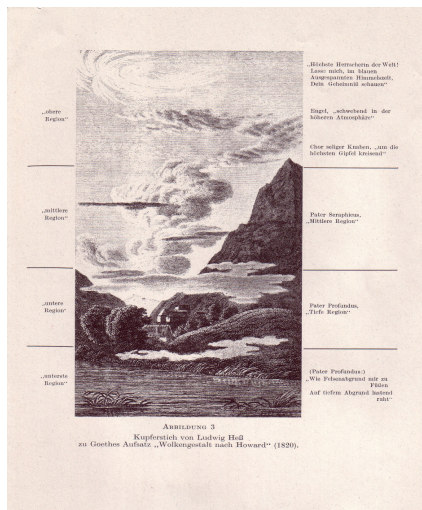 „Höchste Herrscherin der Welt!
Lasse mich, im blauen
Ausgespannten Himmelszelt,
Dein Geheimnis schauen“
„obere
Region“
Engel, „schwebend in der
höheren Atmosphäre“
Chor seliger Knaben, „um die
höchsten Gipfel kreisend“
„mittlere
Region“
Pater Seraphicus,
„Mittlere Region“
„untere
Region“
Pater Profundus,
„Tiefe Region“
„unterste
Region“
(Pater Profundus:)
„Wie Felsenabgrund mir zu
Füßen
Auf tiefem Abgrund lastend
ruht“
ABBILDUNG 3
Kupferstich von Ludwig Heß
zu Goethes Aufsatz „Wolkengestalt nach Howard“ (1820).